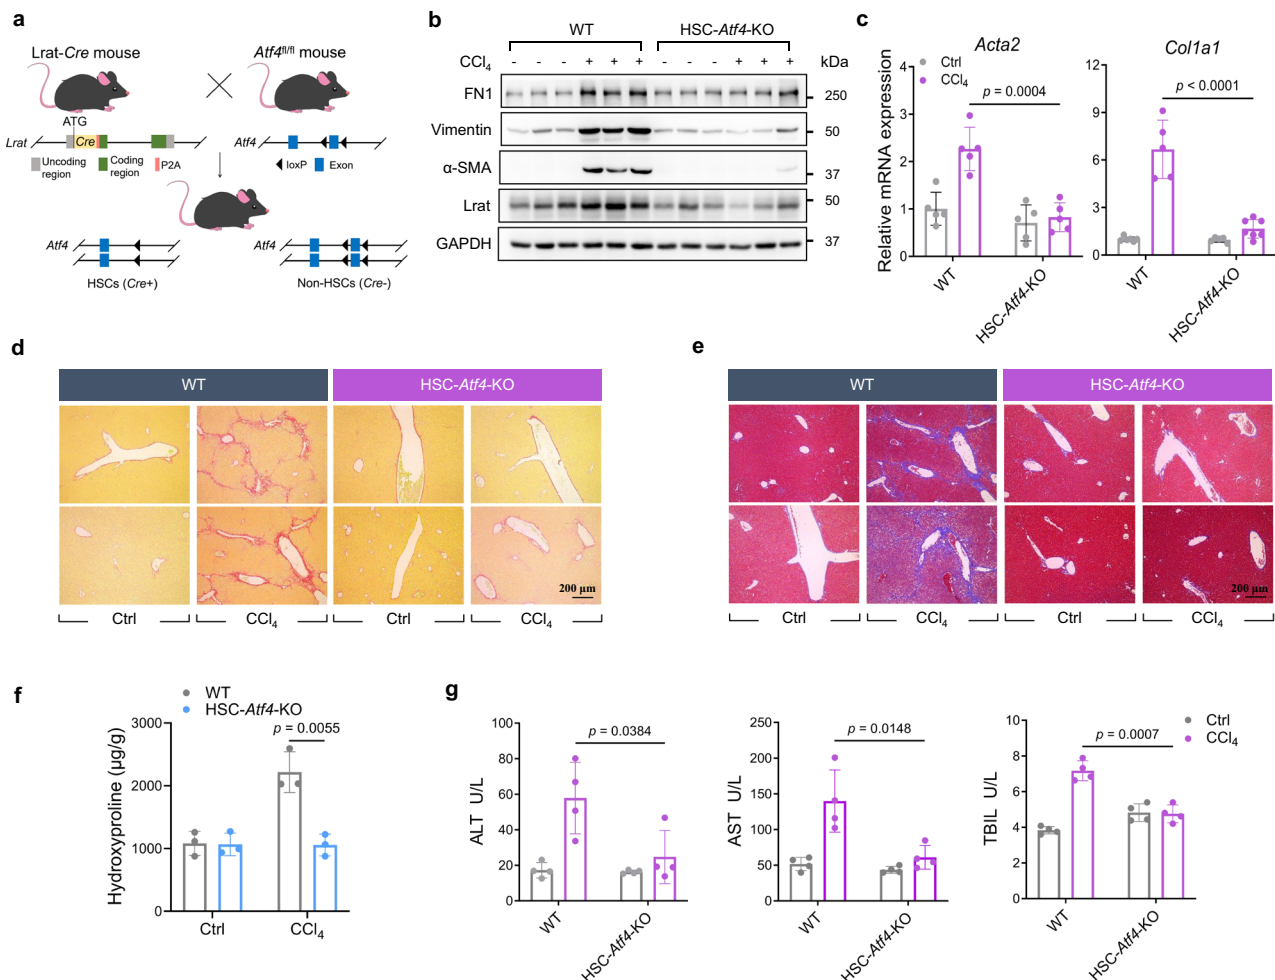 a
Lrat-Cre mouse
Atf4fl/fl mouse
ATG
Lrat
Cre
Atf4
Uncoding region
Coding region
P2A
loxP
Exon
Atf4
Atf4
HSCs (Cre+)
Non-HSCs (Cre-)
b
WT
HSC-Atf4-KO
CCl4 - - - + + + - - - + + + kDa
FN1 250
Vimentin 50
α-SMA 37
Lrat 50
GAPDH 37
c
Acta2
Ctrl
CCl4
p = 0.0004
Relative mRNA expression
4
3
2
1
0
WT
HSC-Atf4-KO
Col1a1
p < 0.0001
12
9
6
3
0
WT
HSC-Atf4-KO
d
WT
HSC-Atf4-KO
200 μm
Ctrl
CCl4
Ctrl
CCl4
e
WT
HSC-Atf4-KO
200 μm
Ctrl
CCl4
Ctrl
CCl4
f
WT
HSC-Atf4-KO
p = 0.0055
Hydroxyproline (μg/g)
3000
2000
1000
0
Ctrl
CCl4
g
ALT U/L
100
80
60
40
20
0
p = 0.0384
WT
HSC-Atf4-KO
AST U/L
250
200
150
100
50
0
p = 0.0148
WT
HSC-Atf4-KO
TBIL U/L
10
8
6
4
2
0
p = 0.0007
Ctrl
CCl4
WT
HSC-Atf4-KO